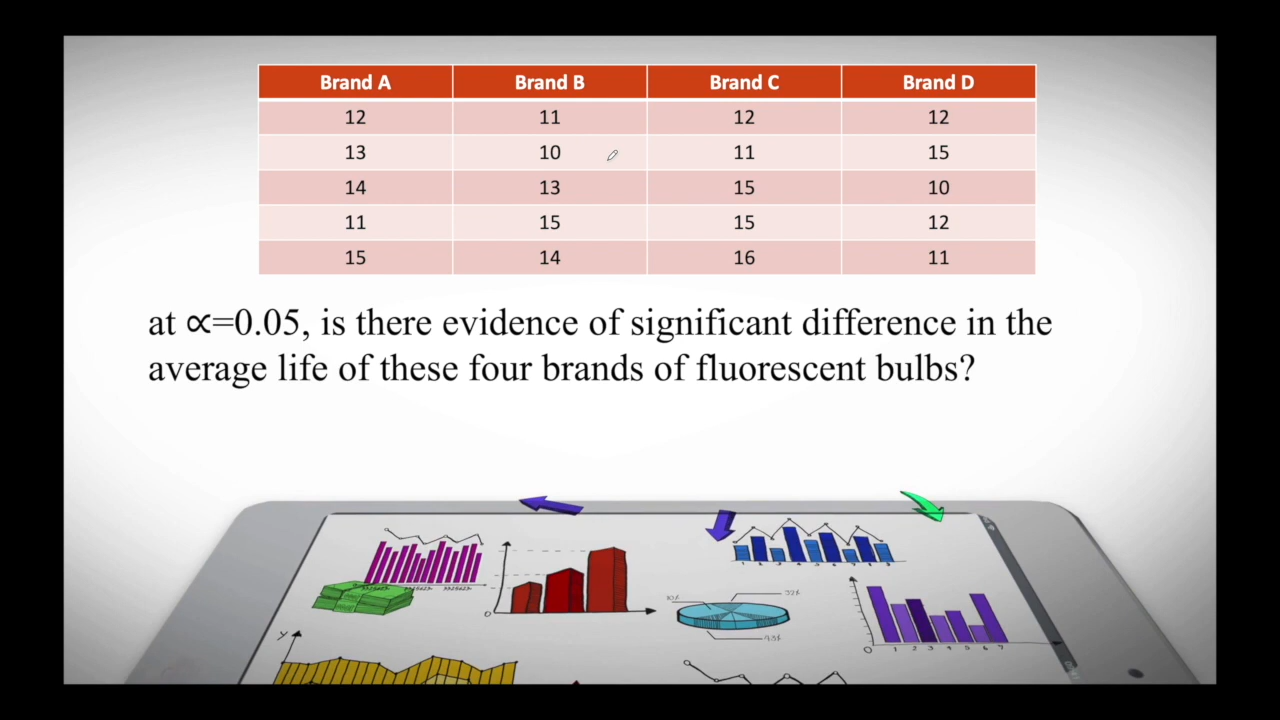 Brand A Brand B Brand C Brand D
12 11 12 12
13 10 11 15
14 13 15 10
11 15 15 12
15 14 16 11
at ∝=0.05, is there evidence of significant difference in the
average life of these four brands of fluorescent bulbs?